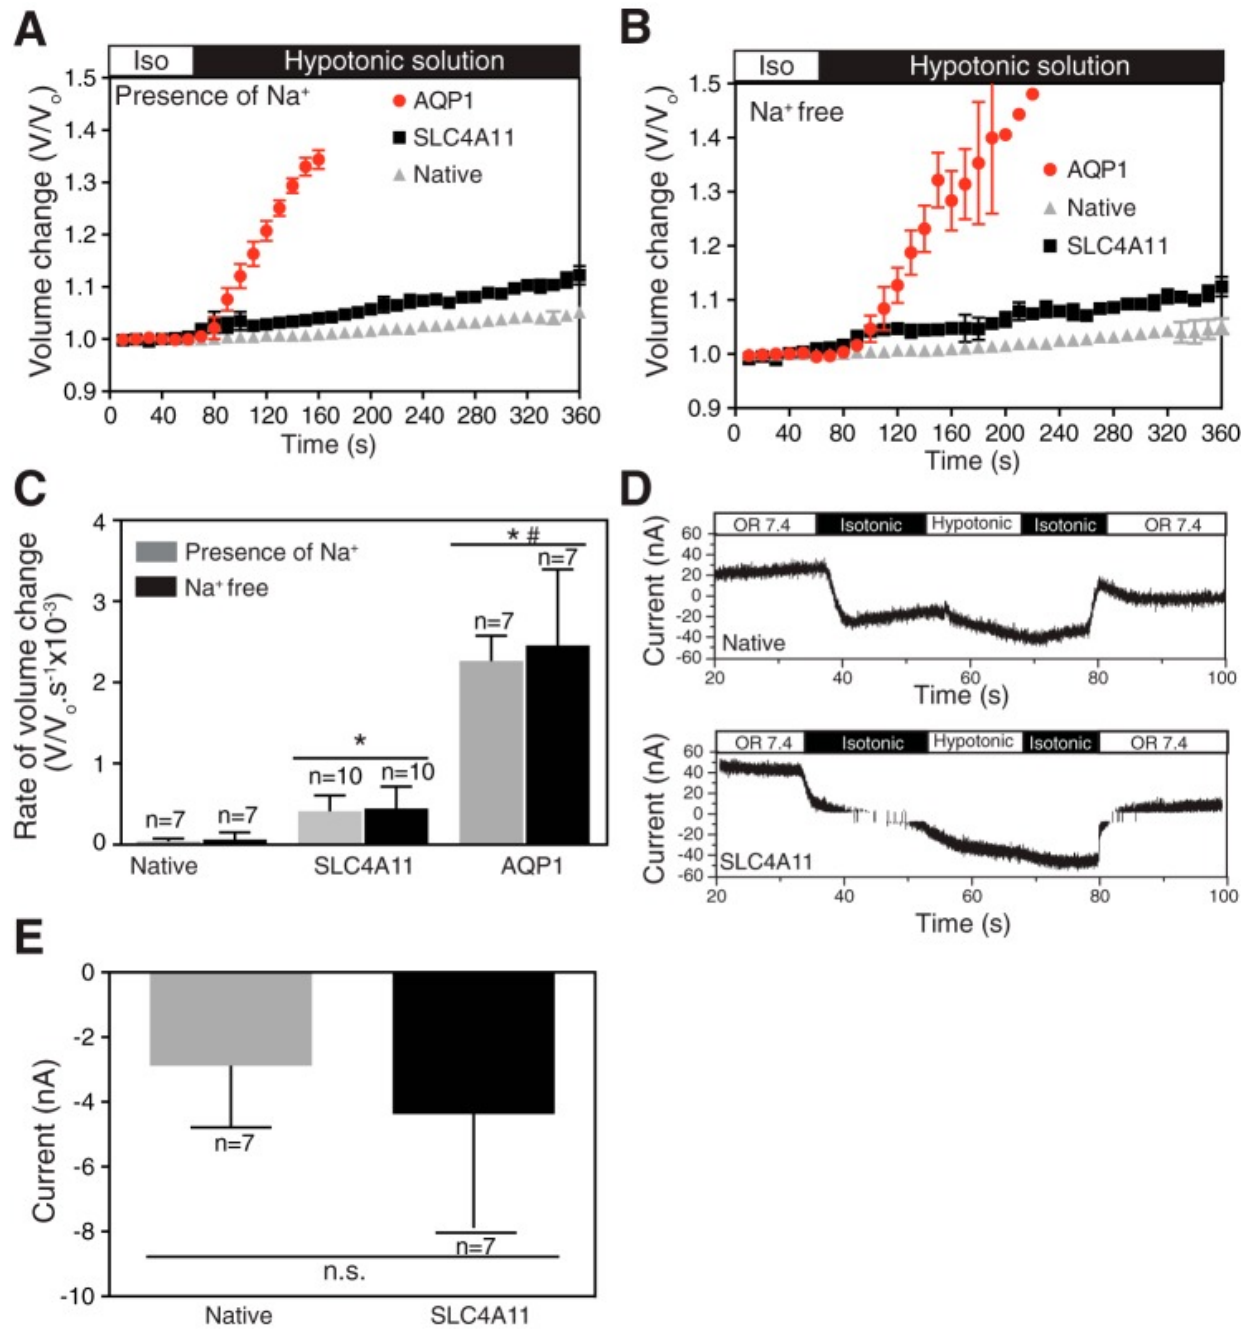 A
Iso
Hypotonic solution
Presence of Na⁺
AQP1
SLC4A11
Native
Volume change (V/Vₒ)
1.5
1.4
1.3
1.2
1.1
1.0
0.9
0 40 80 120 160 200 240 280 320 360
Time (s)
B
Iso
Hypotonic solution
Na⁺ free
AQP1
Native
SLC4A11
Volume change (V/Vₒ)
1.5
1.4
1.3
1.2
1.1
1.0
0.9
0 40 80 120 160 200 240 280 320 360
Time (s)
C
Rate of volume change
(V/Vₒ.s⁻¹x10⁻³)
4
3
2
1
0
Presence of Na⁺
Na⁺ free
n=7
n=7
*
n=10
n=10
* #
n=7
n=7
Native SLC4A11 AQP1
D
OR 7.4 Isotonic Hypotonic Isotonic OR 7.4
Current (nA)
60
40
20
0
-20
-40
-60
Native
20 40 60 80 100
Time (s)
OR 7.4 Isotonic Hypotonic Isotonic OR 7.4
Current (nA)
60
40
20
0
-20
-40
-60
SLC4A11
20 40 60 80 100
Time (s)
E
Current (nA)
0
-2
-4
-6
-8
-10
n=7
n=7
n.s.
Native SLC4A11